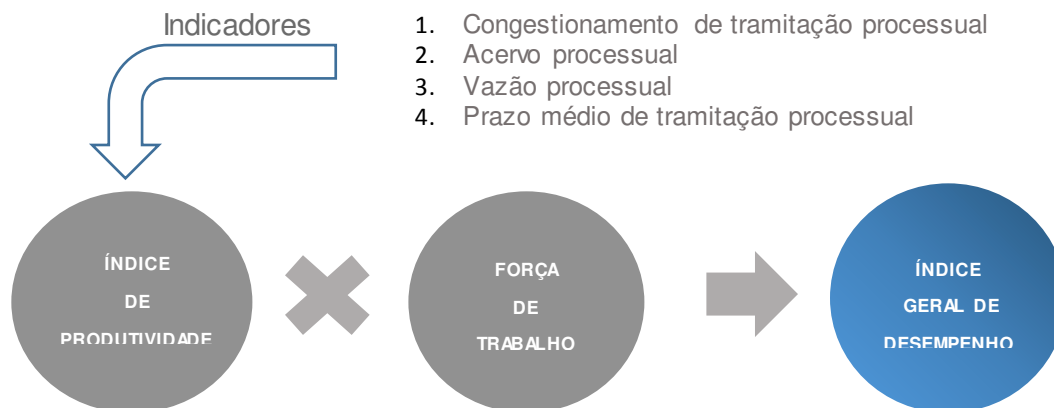 Indicadores
1. Congestionamento de tramitação processual
2. Acervo processual
3. Vazão processual
4. Prazo médio de tramitação processual
ÍNDICE
DE
PRODUTIVIDADE
FORÇA
DE
TRABALHO
ÍNDICE
GERAL DE
DESEMPENHO